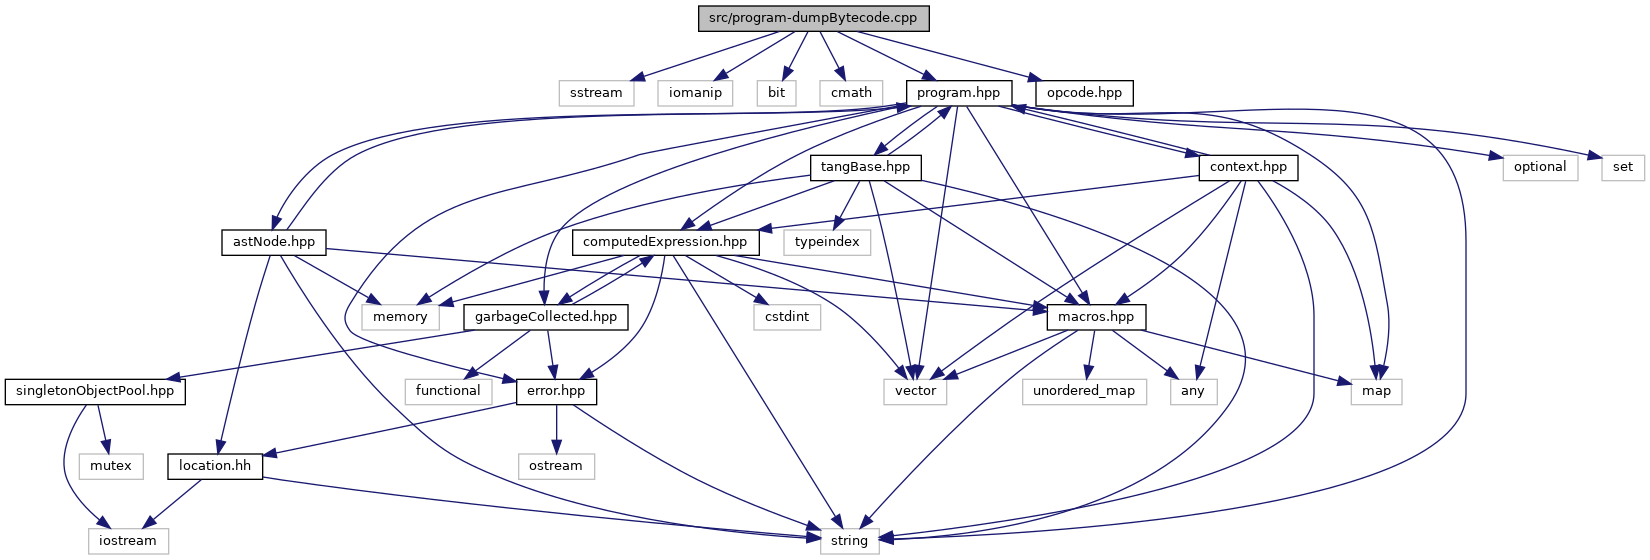 src/program-dumpBytecode.cpp
sstream
iomanip
bit
cmath
program.hpp
opcode.hpp
tangBase.hpp
context.hpp
optional
set
astNode.hpp
computedExpression.hpp
typeindex
memory
garbageCollected.hpp
cstdint
macros.hpp
singletonObjectPool.hpp
functional
error.hpp
vector
unordered_map
any
map
mutex
location.hh
ostream
iostream
string